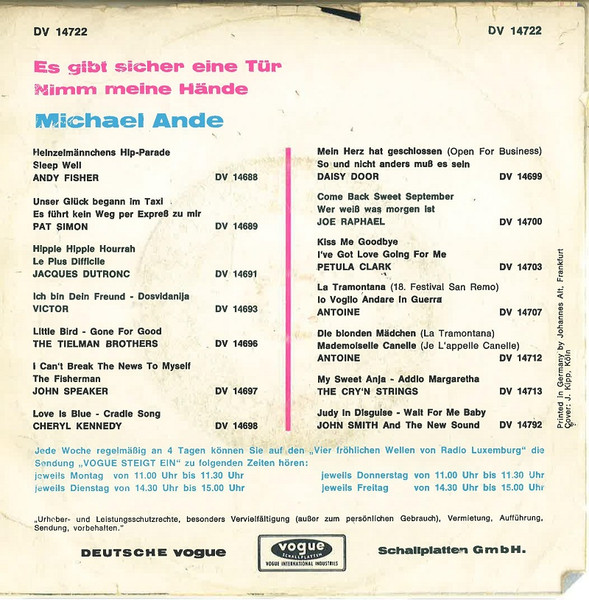 DV 14722
DV 14722
Es gibt sicher eine Tür
Nimm meine Hände
Michael Ande
Heinzelmännchens Hip-Parade
Sleep Well
ANDY FISHER DV 14688
Unser Glück begann im Taxi
Es führt kein Weg per Expreß zu mir
PAT SIMON DV 14689
Hippie Hippie Hourrah
Le Plus Difficile
JACQUES DUTRONC DV 14691
Ich bin Dein Freund - Dosvidanija
VICTOR DV 14693
Little Bird - Gone For Good
THE TIELMAN BROTHERS DV 14696
I Can't Break The News To Myself
The Fisherman
JOHN SPEAKER DV 14697
Love Is Blue - Cradle Song
CHERYL KENNEDY DV 14698
Mein Herz hat geschlossen (Open For Business)
So und nicht anders muß es sein
DAISY DOOR DV 14699
Come Back Sweet September
Wer weiß was morgen ist
JOE RAPHAEL DV 14700
Kiss Me Goodbye
I've Got Love Going For Me
PETULA CLARK DV 14703
La Tramontana (18. Festival San Remo)
Io Voglio Andare In Guerra
ANTOINE DV 14707
Die blonden Mädchen (La Tramontana)
Mademoiselle Canelle (Je L'appelle Canelle)
ANTOINE DV 14712
My Sweet Anja - Addio Margaretha
THE CRY'N STRINGS DV 14713
Judy In Disguise - Wait For Me Baby
JOHN SMITH And The New Sound DV 14792
Printed in Germany by Johannes Alt, Frankfurt
Cover: J. Kipp, Köln
Jede Woche regelmäßig an 4 Tagen können Sie auf den „Vier fröhlichen Wellen von Radio Luxemburg" die
Sendung „VOGUE STEIGT EIN" zu folgenden Zeiten hören:
jeweils Montag von 11.00 Uhr bis 11.30 Uhr
jeweils Dienstag von 14.30 Uhr bis 15.00 Uhr
jeweils Donnerstag von 11.00 Uhr bis 11.30 Uhr
jeweils Freitag von 14.30 Uhr bis 15.00 Uhr
„Urheber- und Leistungsschutzrechte, besonders Vervielfältigung (außer zum persönlichen Gebrauch), Vermietung, Aufführung,
Sendung, vorbehalten."
DEUTSCHE VOGUE
vogue
SCHALLPLATTEN
VOGUE INTERNATIONAL INDUSTRIES
Schallplatten GmbH.